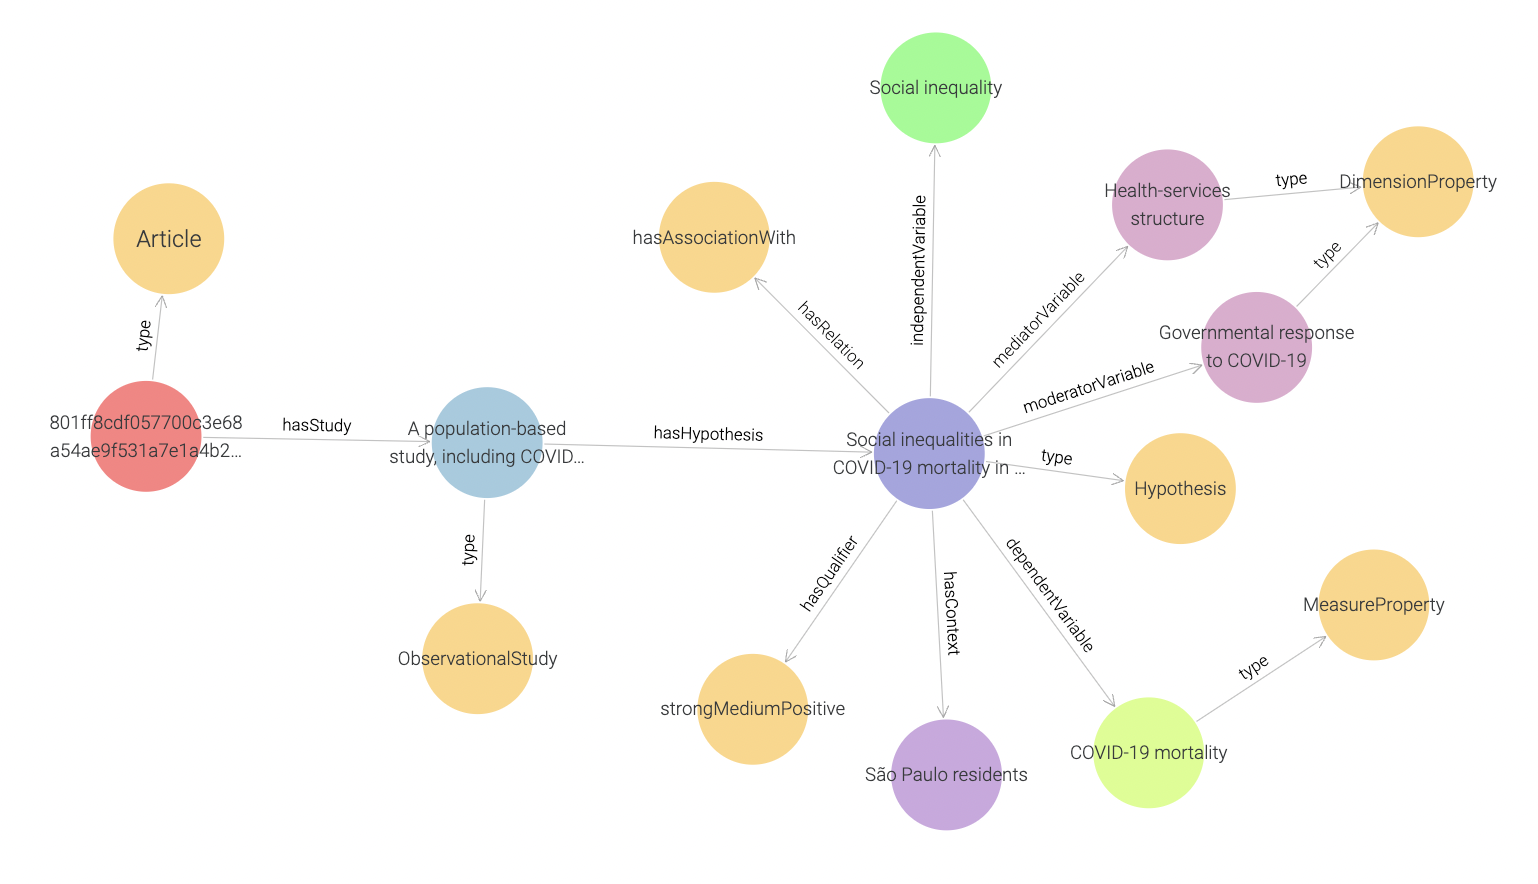 Social inequality
independentVariable
Health-services
structure
type
DimensionProperty
hasAssociationWith
hasRelation
mediatorVariable
type
Article
type
Governmental response
to COVID-19
moderatorVariable
801ff8cdf057700c3e68
a54ae9f531a7e1a4b2...
hasStudy
A population-based
study, including COVID...
hasHypothesis
Social inequalities in
COVID-19 mortality in ...
type
Hypothesis
type
ObservationalStudy
hasQualifier
hasContext
dependentVariable
MeasureProperty
type
strongMediumPositive
São Paulo residents
COVID-19 mortality